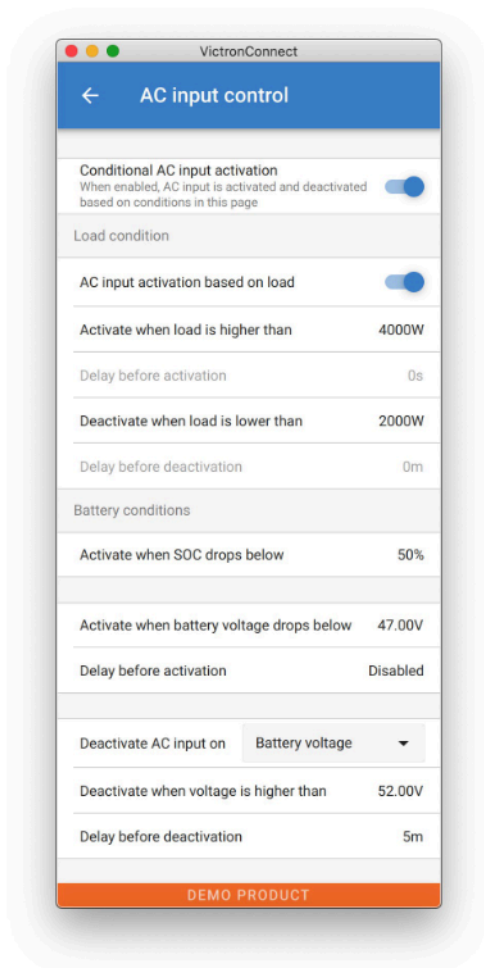 VictronConnect
AC input control
Conditional AC input activation
When enabled, AC input is activated and deactivated
based on conditions in this page
Load condition
AC input activation based on load
Activate when load is higher than 4000W
Delay before activation 0s
Deactivate when load is lower than 2000W
Delay before deactivation 0m
Battery conditions
Activate when SOC drops below 50%
Activate when battery voltage drops below 47.00V
Delay before activation Disabled
Deactivate AC input on Battery voltage
Deactivate when voltage is higher than 52.00V
Delay before deactivation 5m
DEMO PRODUCT